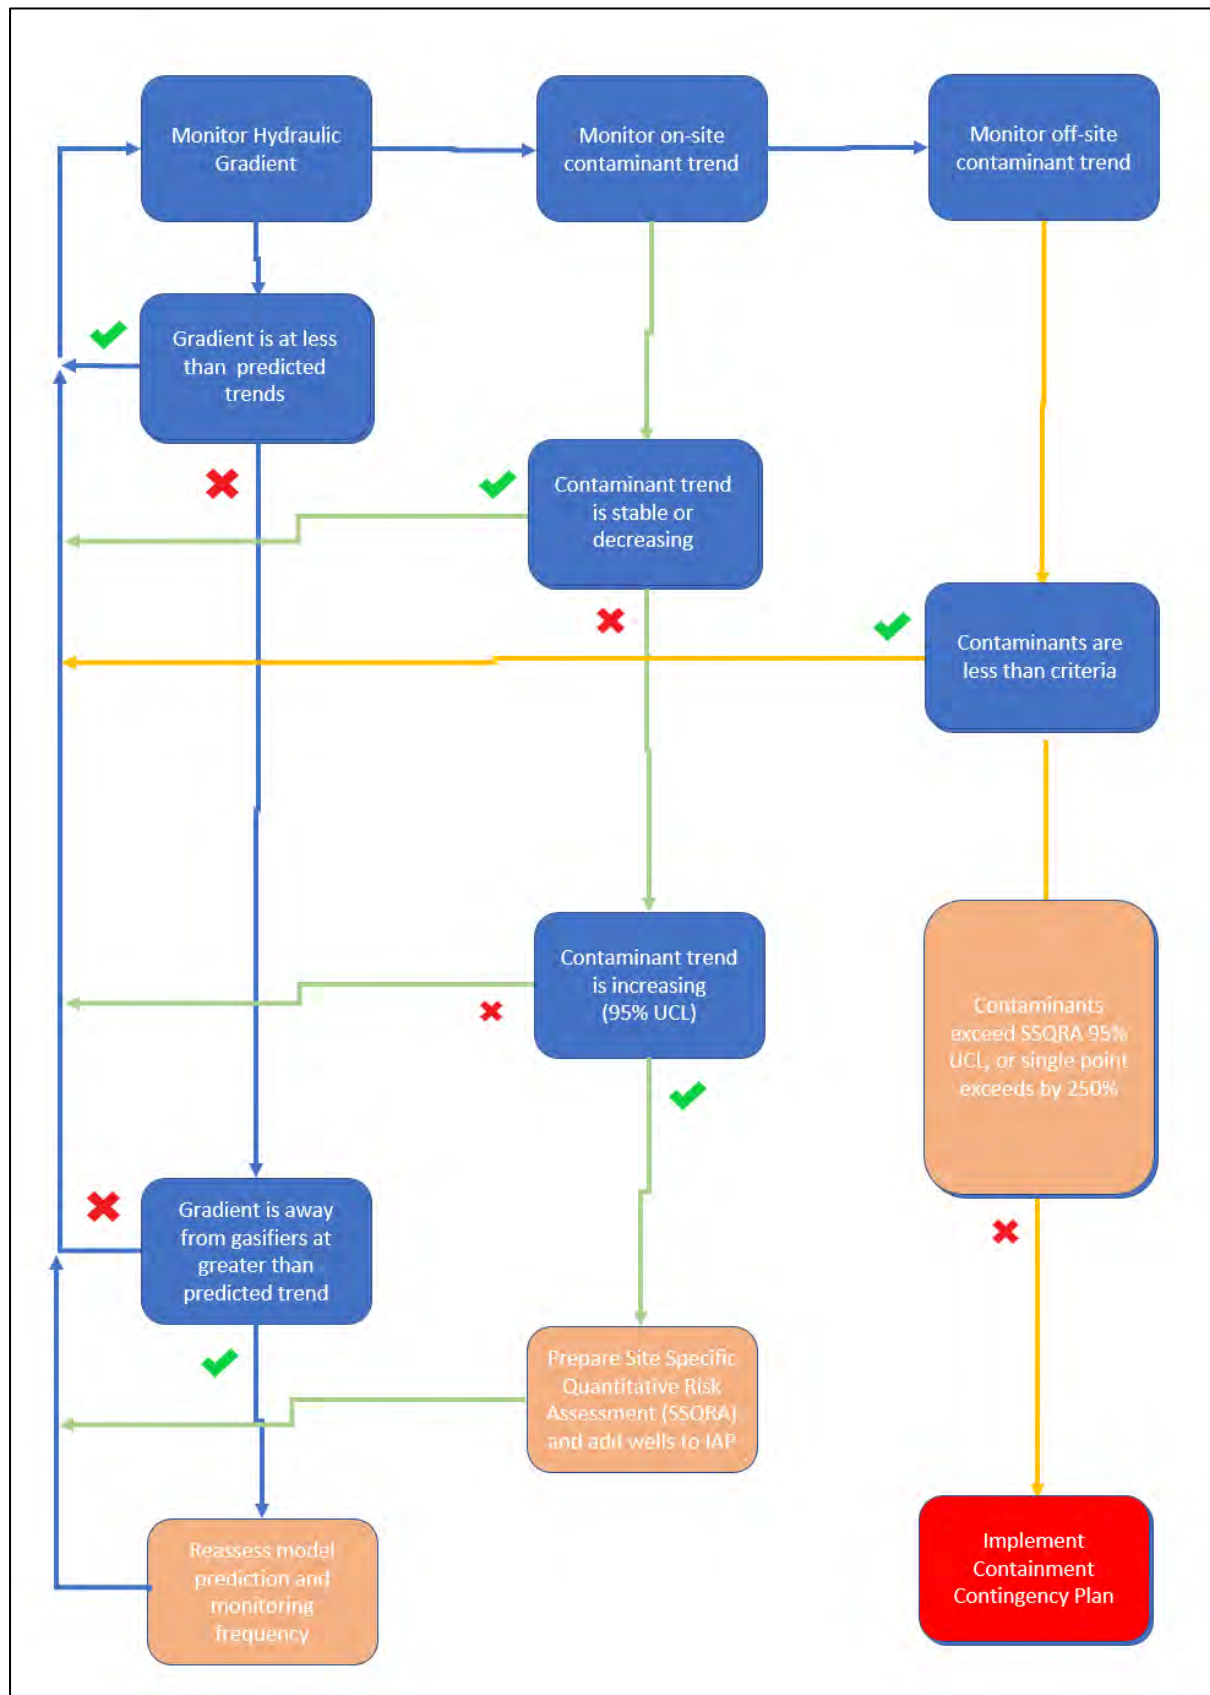 Monitor Hydraulic
Gradient
Monitor on-site
contaminant trend
Monitor off-site
contaminant trend
Gradient is at less
than predicted
trends
Contaminant trend
is stable or
decreasing
Contaminants are
less than criteria
Contaminant trend
is increasing
(95% UCL)
Contaminants
exceed SSQRA 95%
UCL, or single point
exceeds by 250%
Gradient is away
from gasifiers at
greater than
predicted trend
Prepare Site Specific
Quantitative Risk
Assessment (SSQRA)
and add wells to IAP
Reassess model
prediction and
monitoring
frequency
Implement
Containment
Contingency Plan